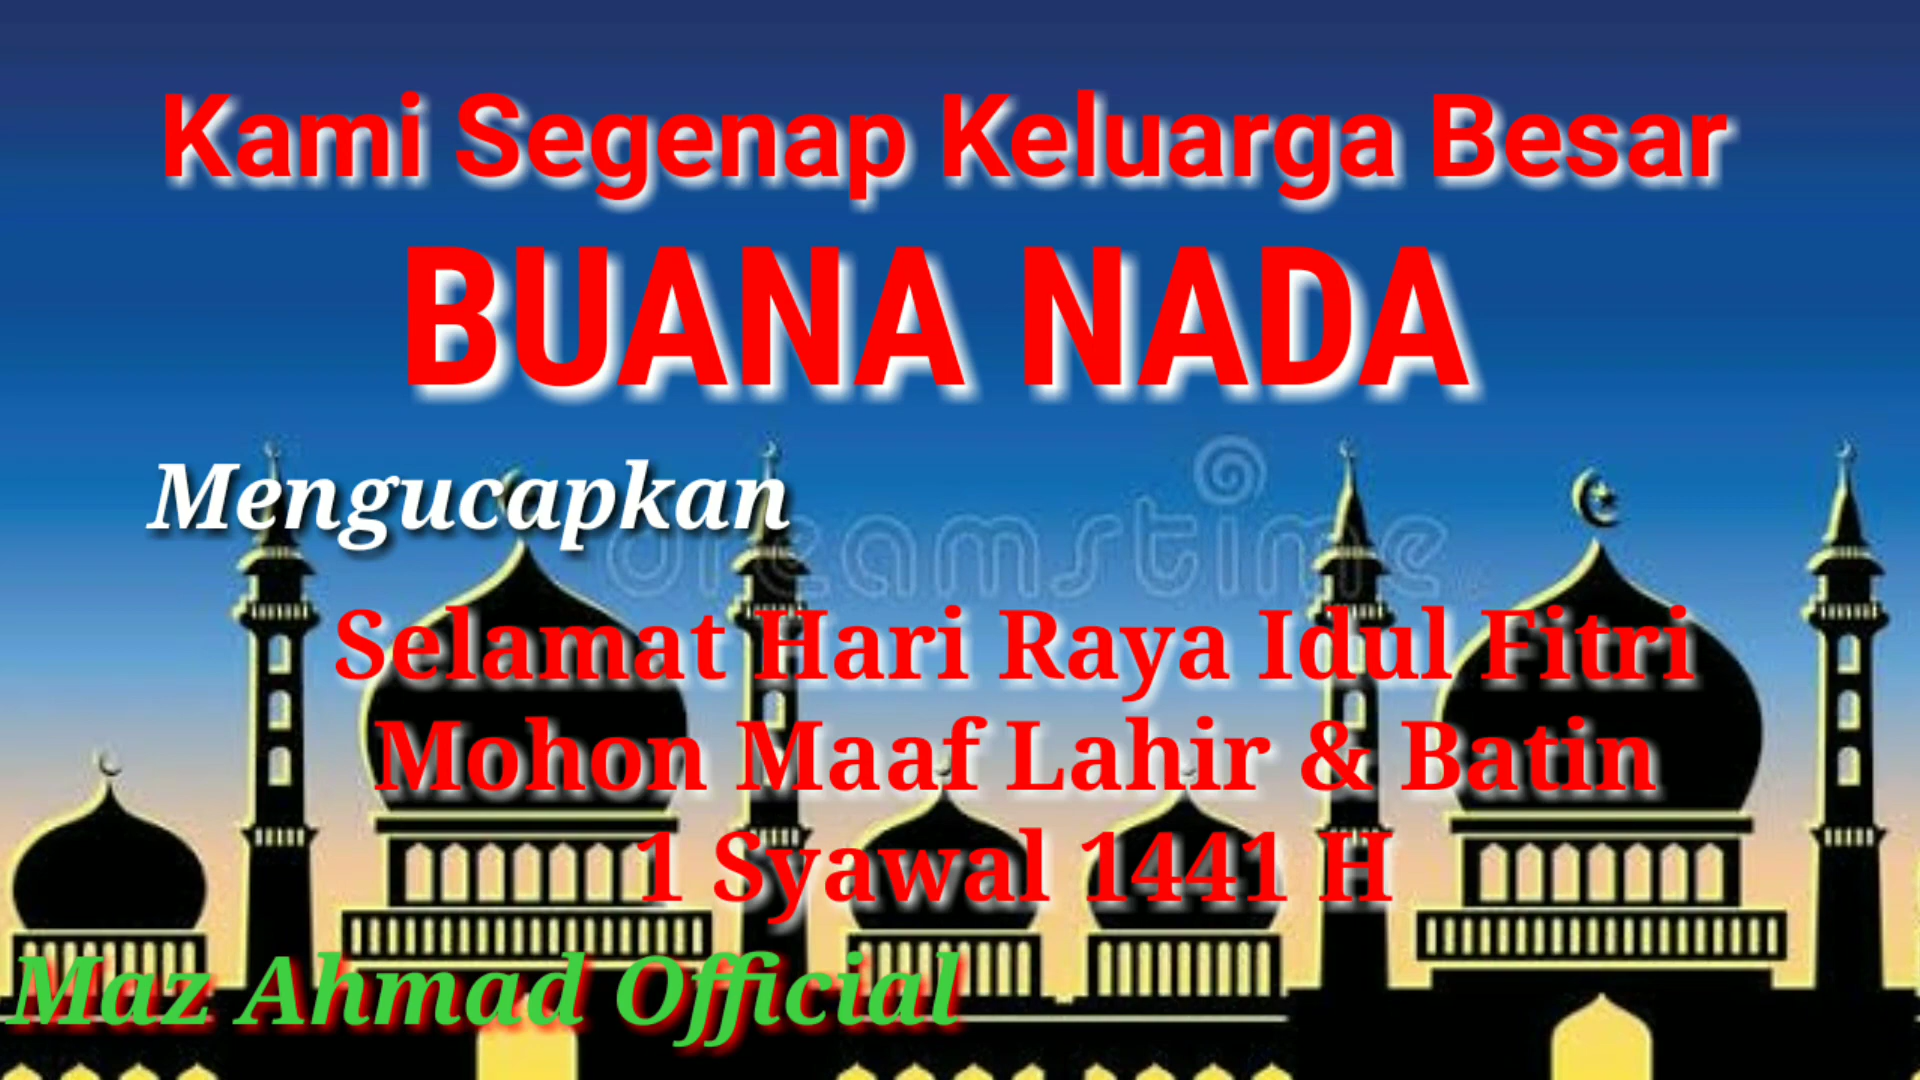 Kami Segenap Keluarga Besar
BUANA NADA
Mengucapkan
dreamstime
Selamat Hari Raya Idul Fitri
Mohon Maaf Lahir & Batin
1 Syawal 1441 H
Maz Ahmad Official